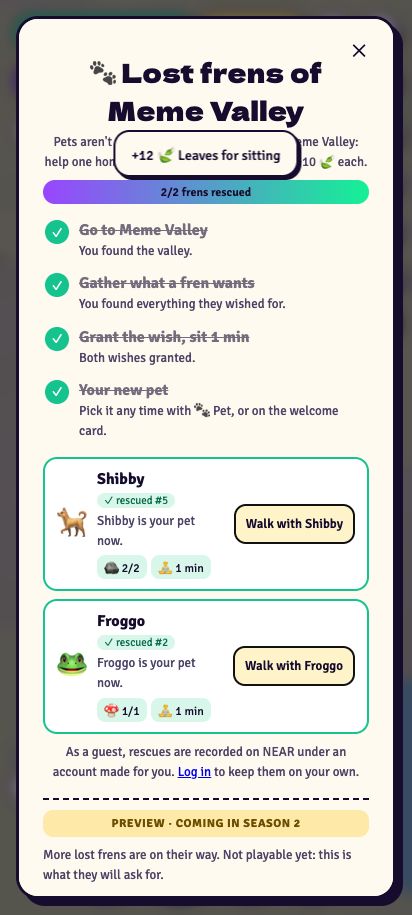 Lost frens of
Meme Valley
Pets aren't eme Valley:
help one hor 10 each.
+12 Leaves for sitting
2/2 frens rescued
Go to Meme Valley
You found the valley.
Gather what a fren wants
You found everything they wished for.
Grant the wish, sit 1 min
Both wishes granted.
Your new pet
Pick it any time with Pet, or on the welcome
card.
Shibby
✓ rescued #5
Shibby is your pet
now.
2/2 1 min
Walk with Shibby
Froggo
✓ rescued #2
Froggo is your pet
now.
1/1 1 min
Walk with Froggo
As a guest, rescues are recorded on NEAR under an
account made for you. Log in to keep them on your own.
PREVIEW · COMING IN SEASON 2
More lost frens are on their way. Not playable yet: this is
what they will ask for.